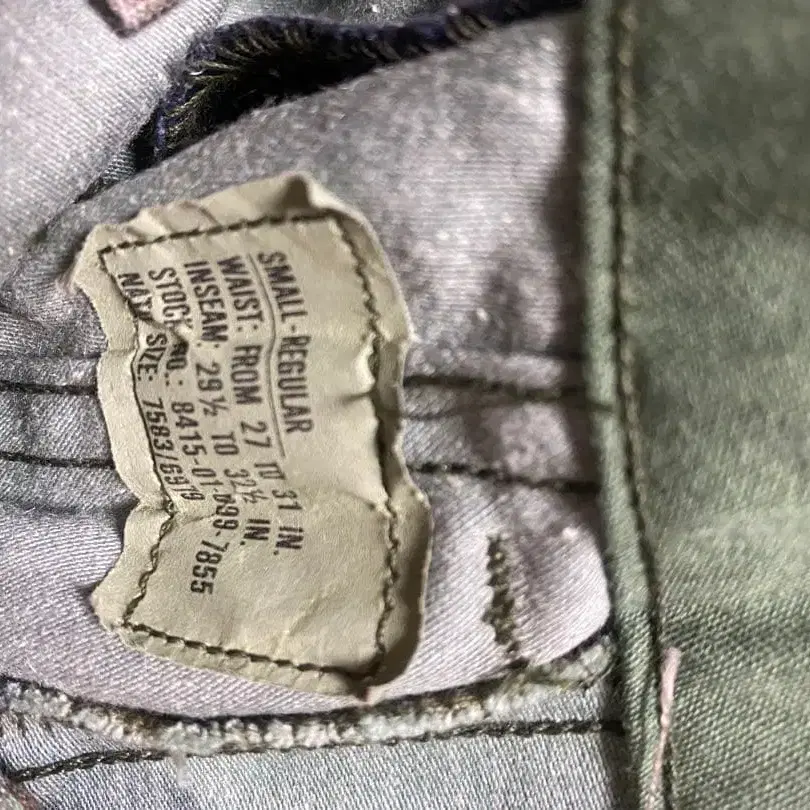 SMALL-REGULAR
WAIST: FROM 27 TO 31 IN.
INSEAM: 29½ TO 32½ IN.
STOCK NO.: 8415-01-099-7855
SIZE: 7583/6979